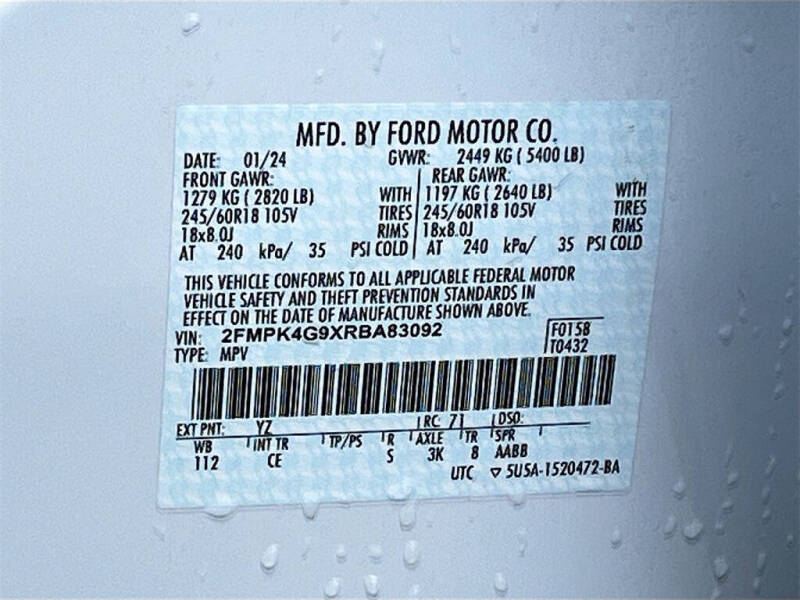 MFD. BY FORD MOTOR CO.
DATE: 01/24 GVWR: 2449 KG ( 5400 LB)
FRONT GAWR: REAR GAWR:
1279 KG ( 2820 LB) WITH 1197 KG ( 2640 LB) WITH
245/60R18 105V TIRES 245/60R18 105V TIRES
18x8.0J RIMS 18x8.0J RIMS
AT 240 kPa/ 35 PSI COLD AT 240 kPa/ 35 PSI COLD
THIS VEHICLE CONFORMS TO ALL APPLICABLE FEDERAL MOTOR
VEHICLE SAFETY AND THEFT PREVENTION STANDARDS IN
EFFECT ON THE DATE OF MANUFACTURE SHOWN ABOVE.
VIN: 2FMPK4G9XRBA83092 F0158
TYPE: MPV T0432
EXT PNT: YZ RC: 71 DSO:
WB INT TR TP/PS R AXLE TR SPR
112 CE S 3K 8 AABB
UTC ▽ 5U5A-1520472-BA